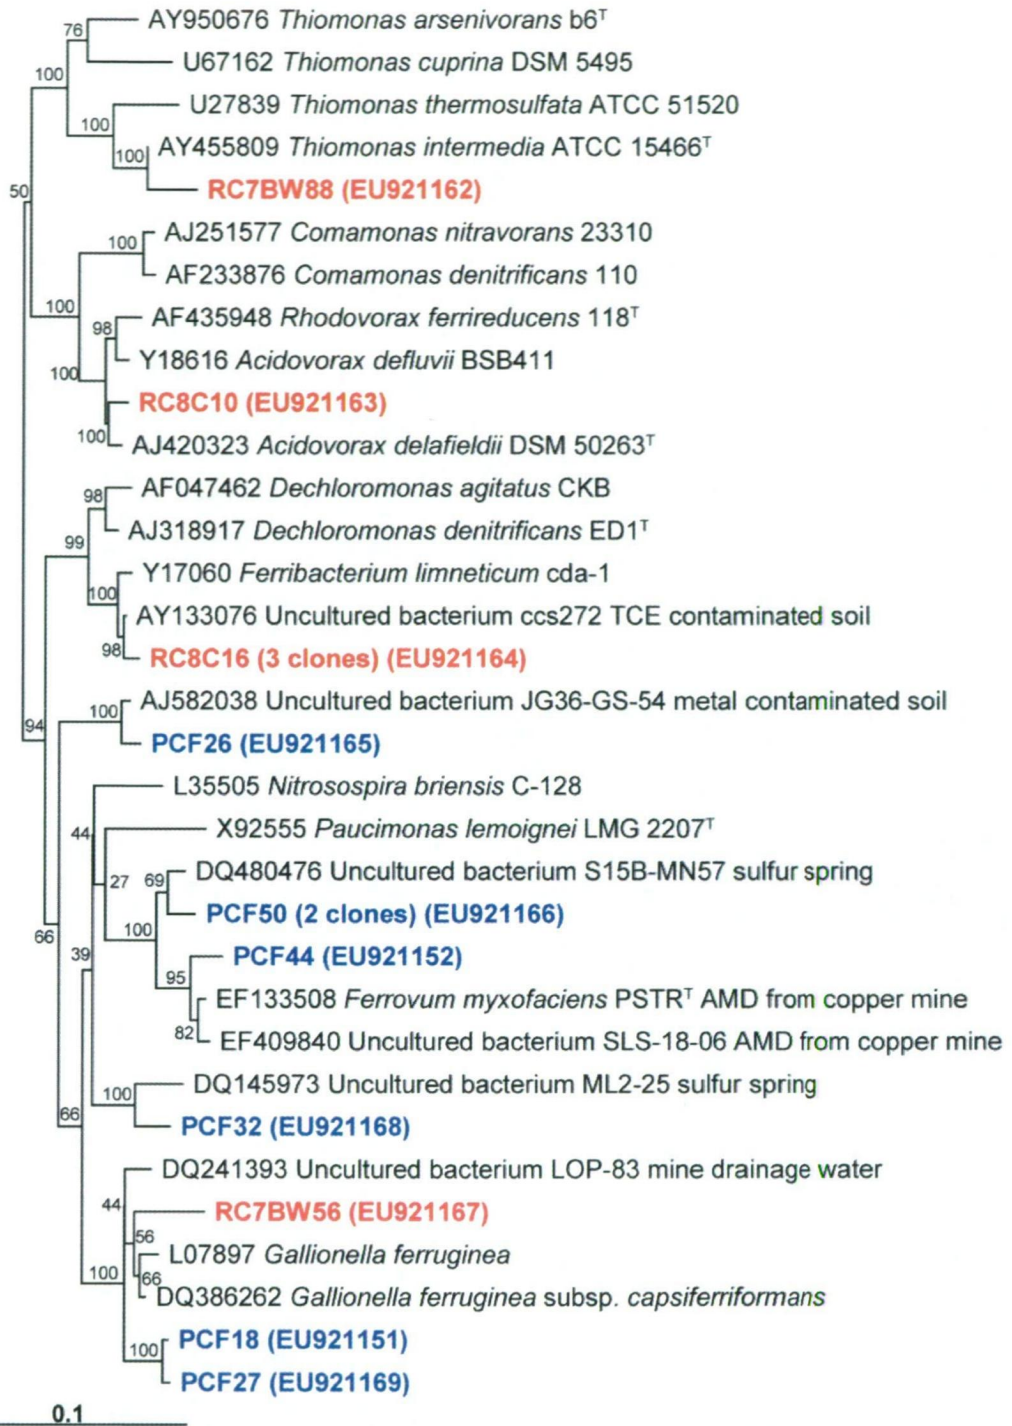 AY950676 Thiomonas arsenivorans b6ᵀ
76
U67162 Thiomonas cuprina DSM 5495
100
U27839 Thiomonas thermosulfata ATCC 51520
100
AY455809 Thiomonas intermedia ATCC 15466ᵀ
100
RC7BW88 (EU921162)
50
AJ251577 Comamonas nitravorans 23310
100
AF233876 Comamonas denitrificans 110
100
AF435948 Rhodovorax ferrireducens 118ᵀ
98
Y18616 Acidovorax defluvii BSB411
100
RC8C10 (EU921163)
100
AJ420323 Acidovorax delafieldii DSM 50263ᵀ
AF047462 Dechloromonas agitatus CKB
98
AJ318917 Dechloromonas denitrificans ED1ᵀ
99
Y17060 Ferribacterium limneticum cda-1
100
AY133076 Uncultured bacterium ccs272 TCE contaminated soil
98
RC8C16 (3 clones) (EU921164)
AJ582038 Uncultured bacterium JG36-GS-54 metal contaminated soil
100
94
PCF26 (EU921165)
L35505 Nitrosospira briensis C-128
44
X92555 Paucimonas lemoignei LMG 2207ᵀ
27
DQ480476 Uncultured bacterium S15B-MN57 sulfur spring
69
PCF50 (2 clones) (EU921166)
100
66
PCF44 (EU921152)
39
95
EF133508 Ferrovum myxofaciens PSTRᵀ AMD from copper mine
82
EF409840 Uncultured bacterium SLS-18-06 AMD from copper mine
DQ145973 Uncultured bacterium ML2-25 sulfur spring
100
66
PCF32 (EU921168)
DQ241393 Uncultured bacterium LOP-83 mine drainage water
44
RC7BW56 (EU921167)
56
L07897 Gallionella ferruginea
100
66
DQ386262 Gallionella ferruginea subsp. capsiferriformans
PCF18 (EU921151)
100
PCF27 (EU921169)
0.1